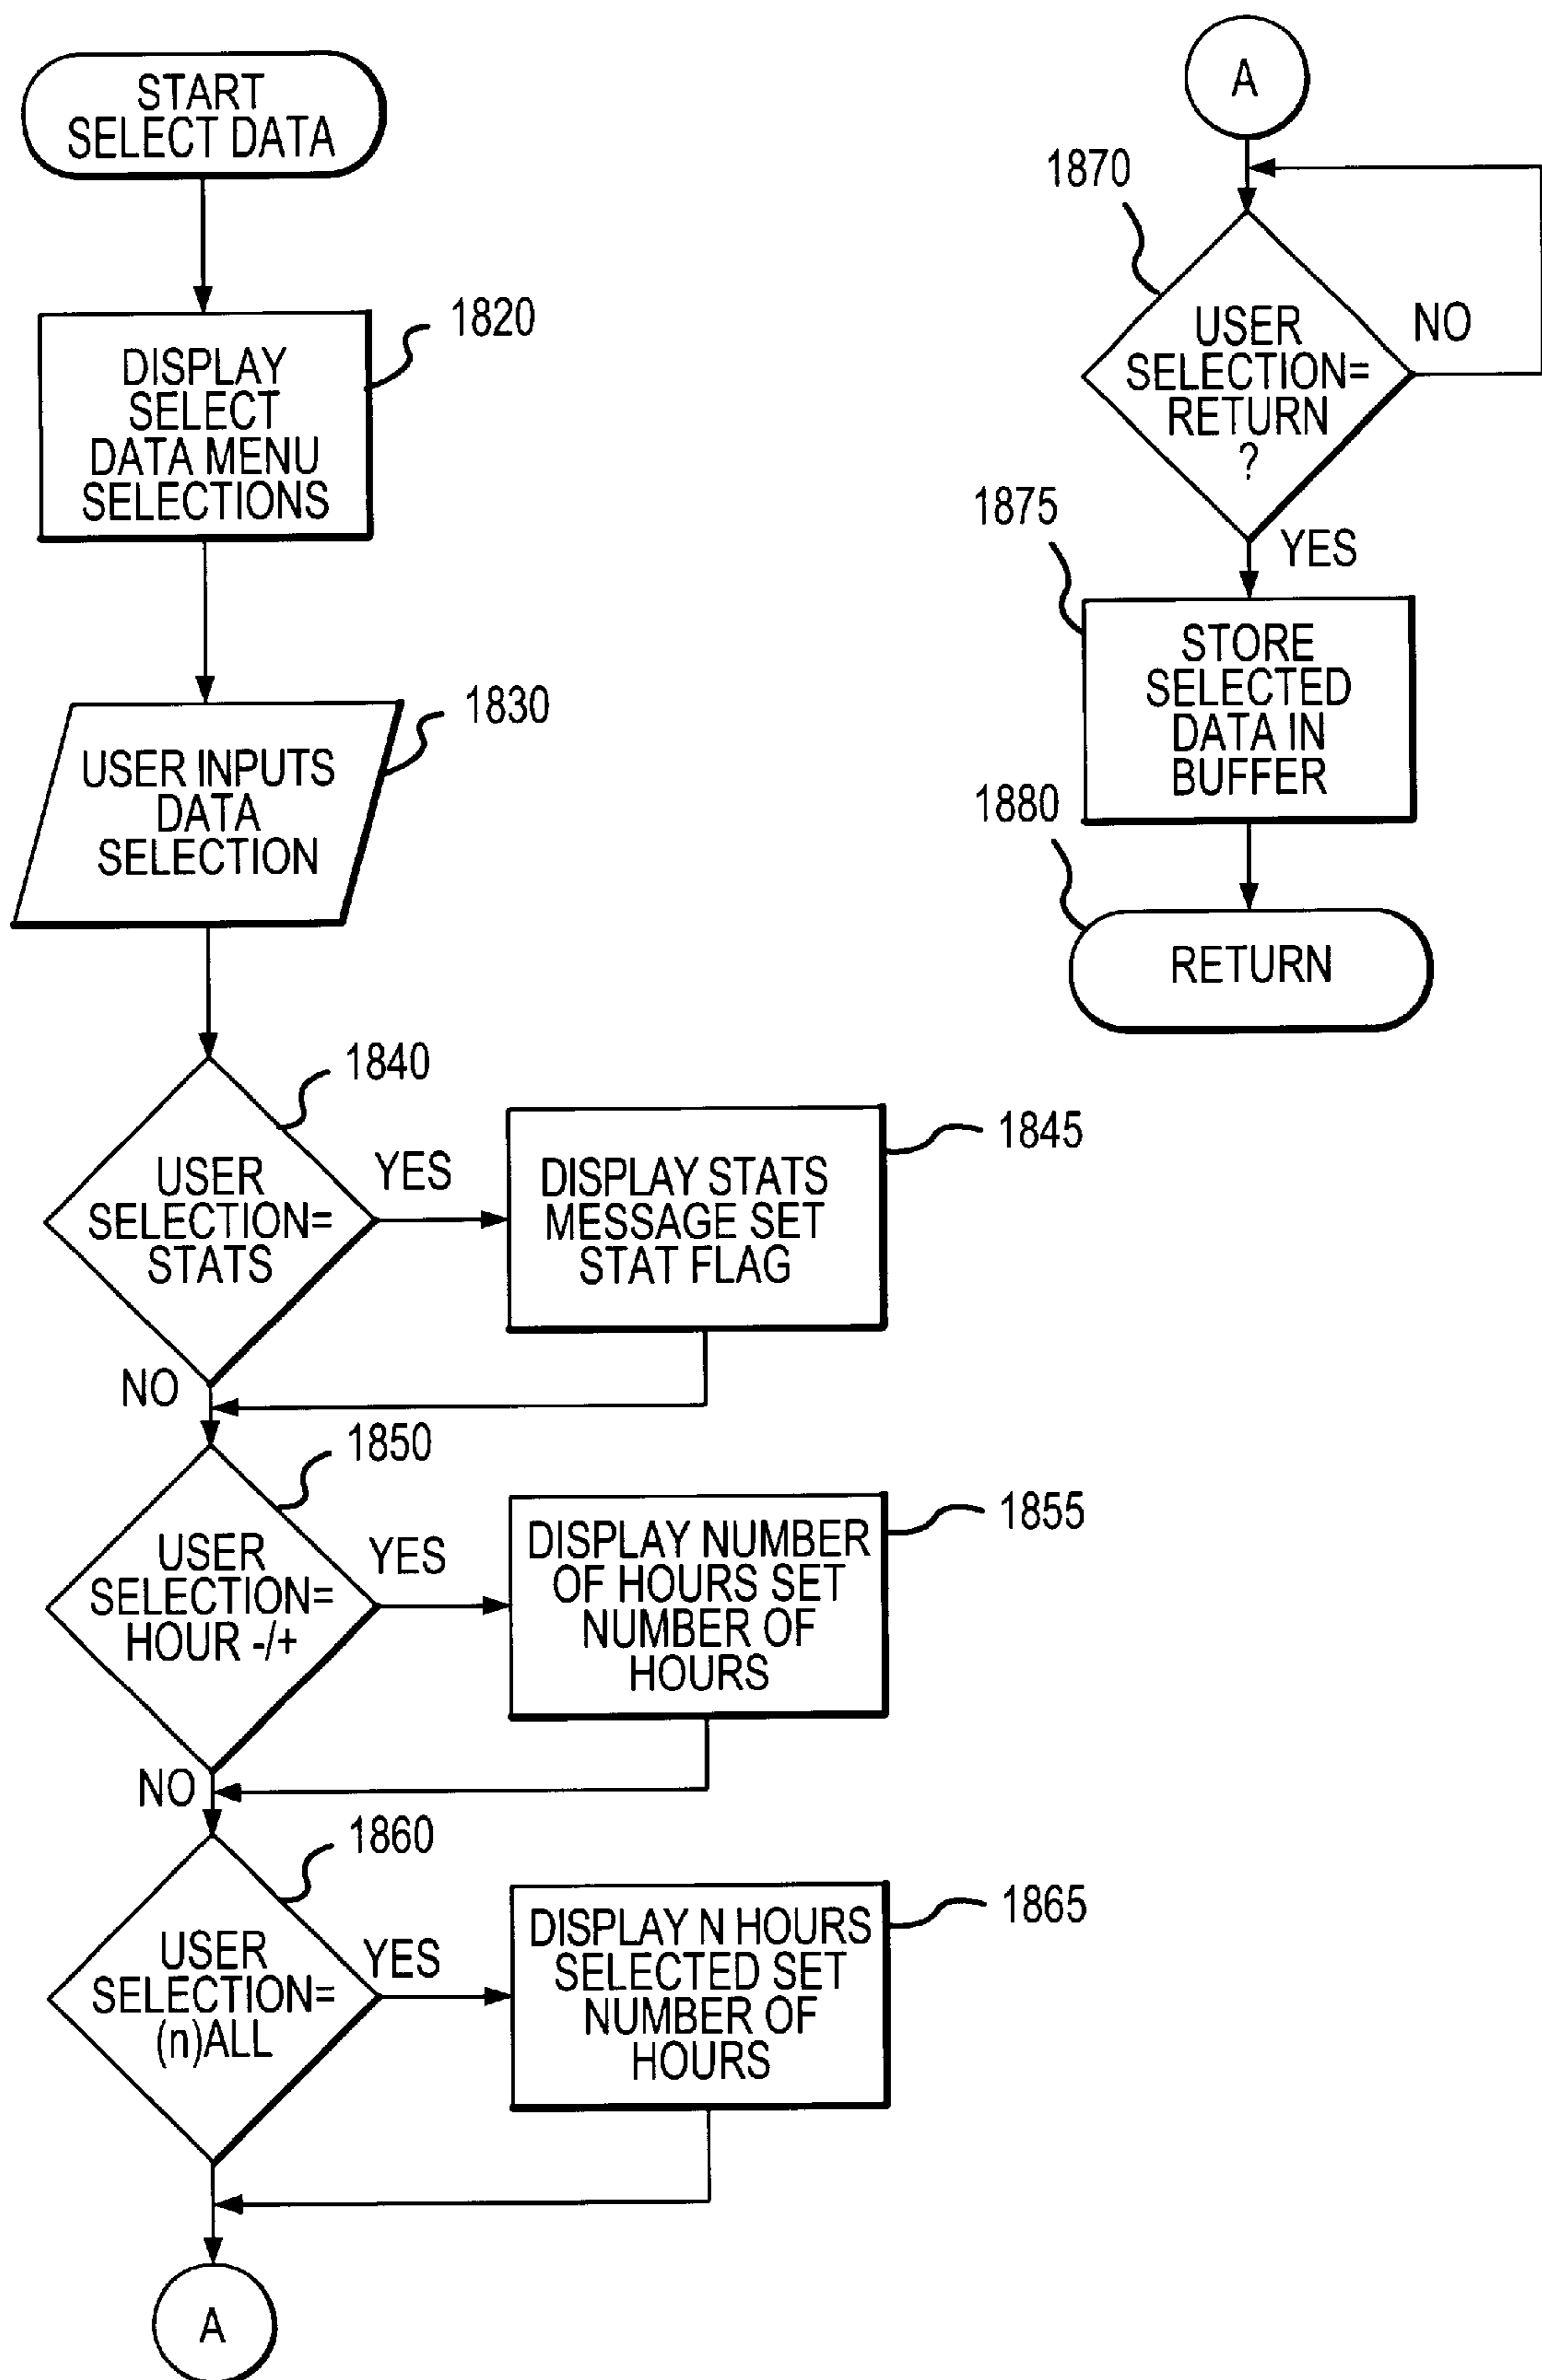 START
SELECT DATA
1820
DISPLAY
SELECT
DATA MENU
SELECTIONS
1830
USER INPUTS
DATA
SELECTION
1840
USER
SELECTION=
STATS
YES
NO
1845
DISPLAY STATS
MESSAGE SET
STAT FLAG
1850
USER
SELECTION=
HOUR -/+
YES
NO
1855
DISPLAY NUMBER
OF HOURS SET
NUMBER OF
HOURS
1860
USER
SELECTION=
(n)ALL
YES
1865
DISPLAY N HOURS
SELECTED SET
NUMBER OF
HOURS
A
A
1870
USER
SELECTION=
RETURN
?
NO
YES
1875
STORE
SELECTED
DATA IN
BUFFER
1880
RETURN